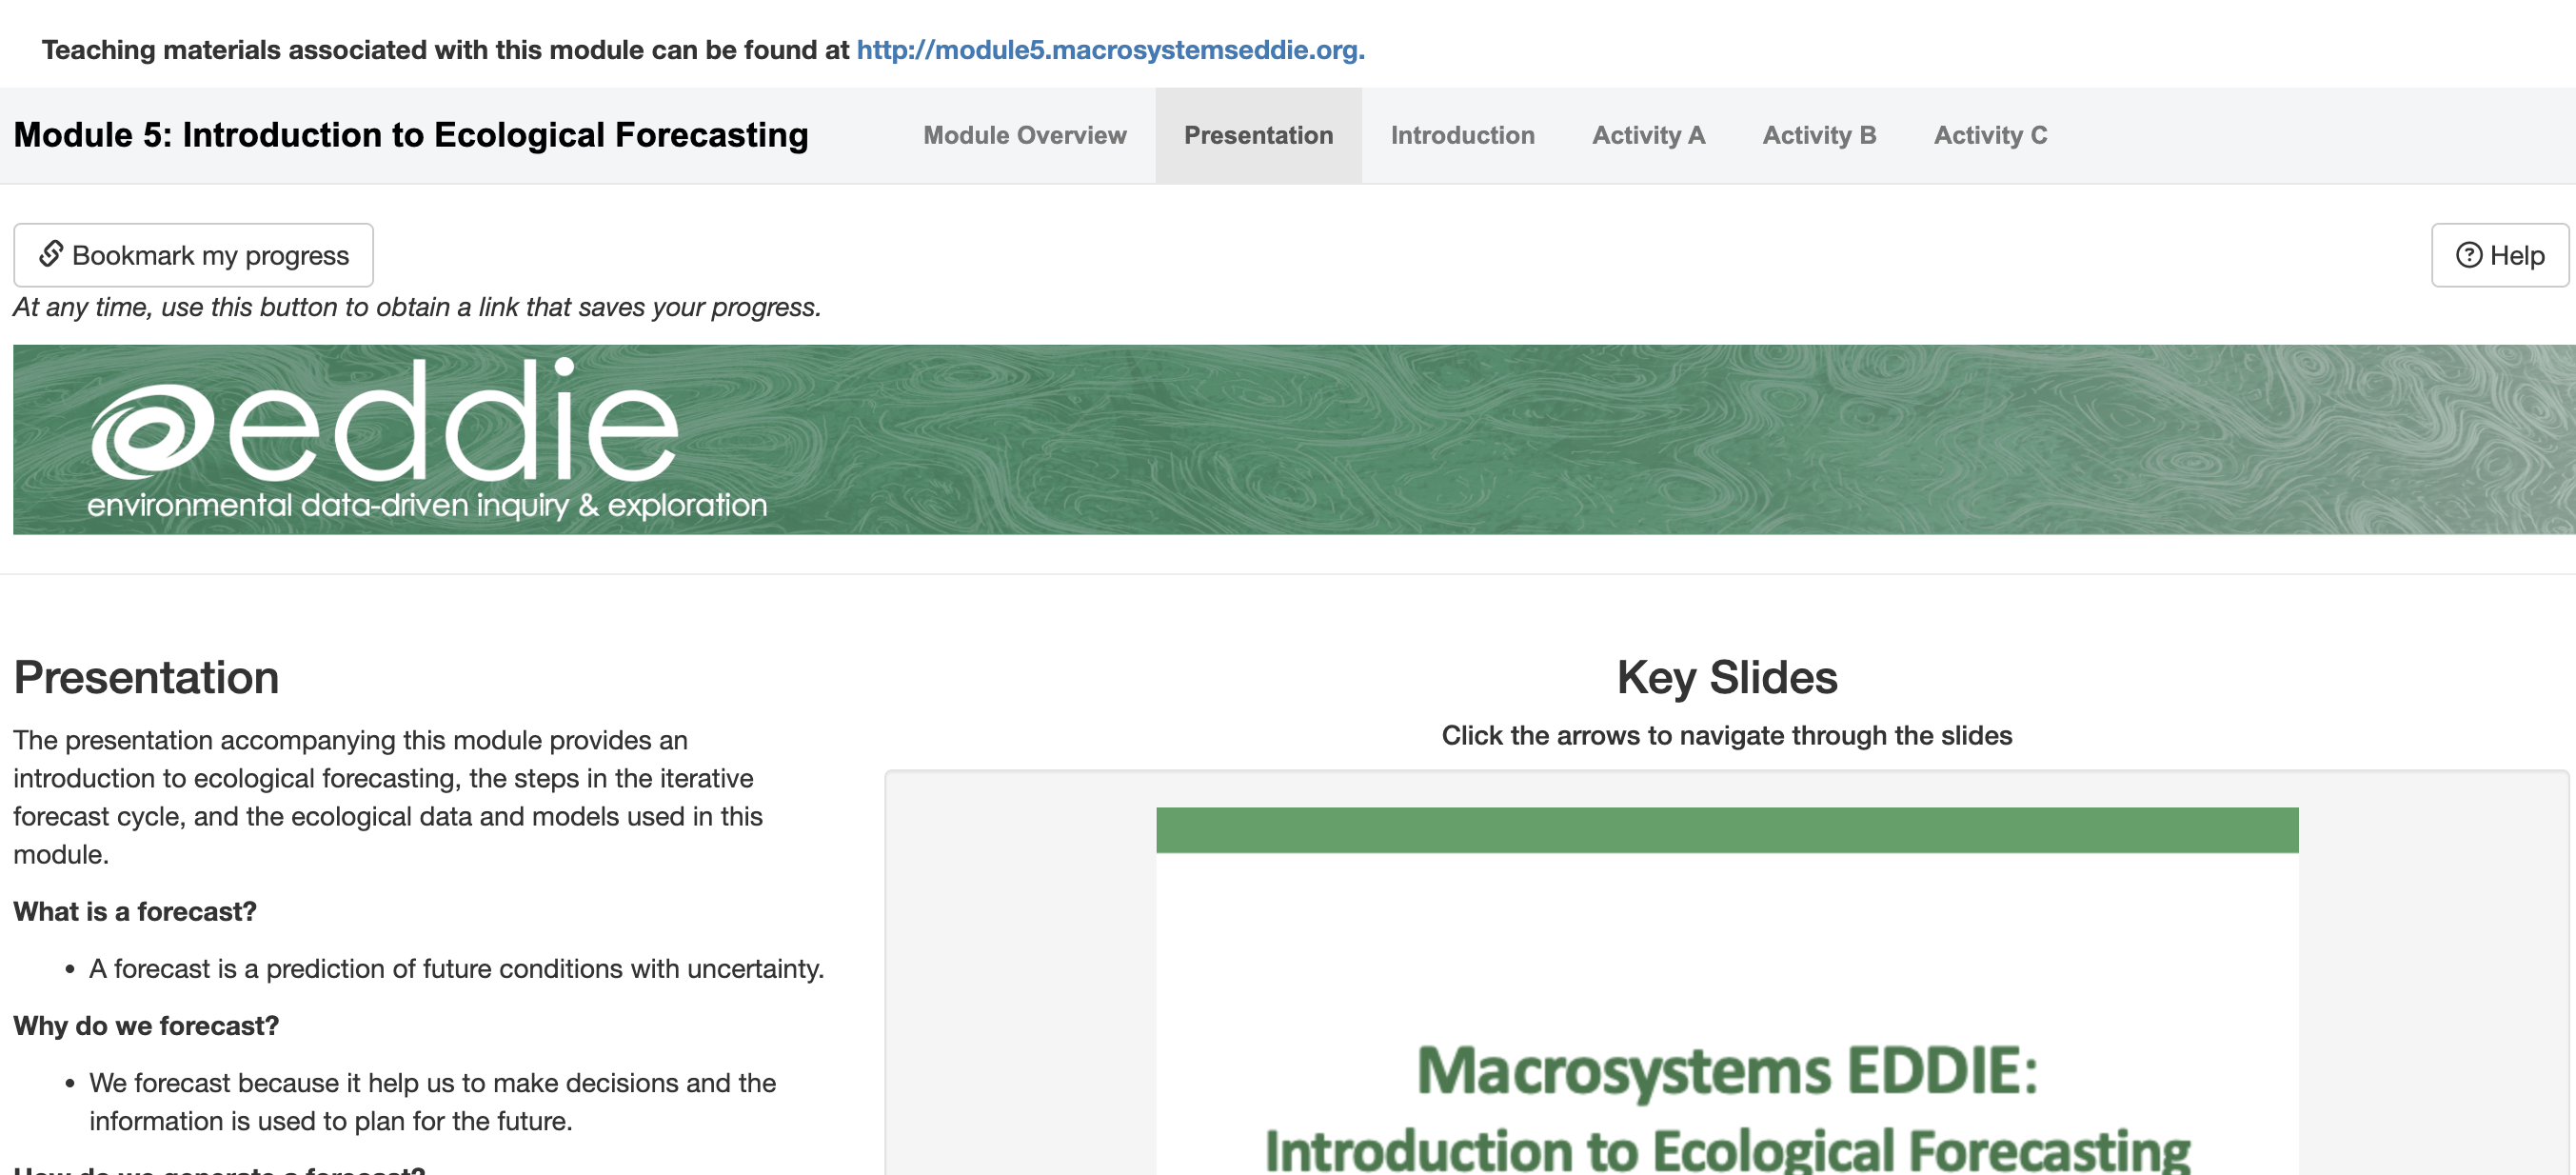 Teaching materials associated with this module can be found at http://module5.macrosystemseddie.org.
Module 5: Introduction to Ecological Forecasting
Module Overview
Presentation
Introduction
Activity A
Activity B
Activity C
Bookmark my progress
Help
At any time, use this button to obtain a link that saves your progress.
eddie
environmental data-driven inquiry & exploration
Presentation
The presentation accompanying this module provides an
introduction to ecological forecasting, the steps in the iterative
forecast cycle, and the ecological data and models used in this
module.
What is a forecast?
• A forecast is a prediction of future conditions with uncertainty.
Why do we forecast?
• We forecast because it help us to make decisions and the
information is used to plan for the future.
How do we generate a forecast?
Key Slides
Click the arrows to navigate through the slides
Macrosystems EDDIE:
Introduction to Ecological Forecasting